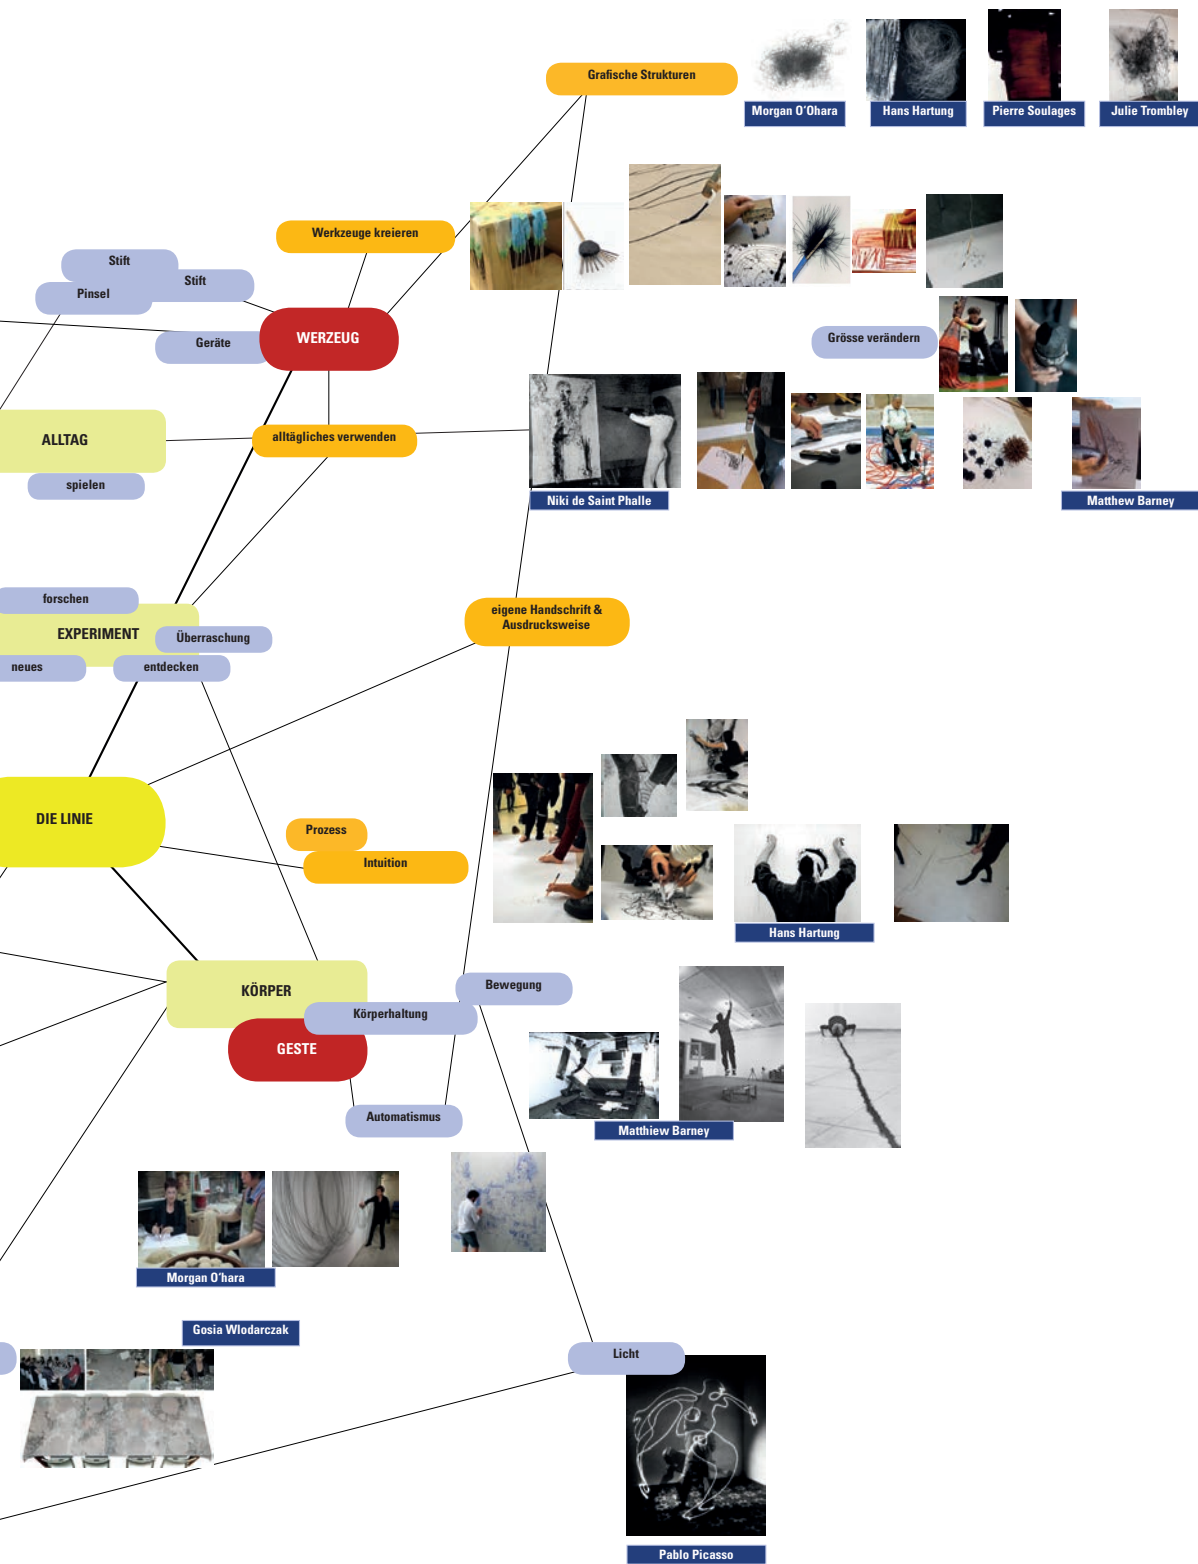 Grafische Strukturen
Morgan O'Ohara
Hans Hartung
Pierre Soulages
Julie Trombley
Werkzeuge kreieren
Stift
Stift
Pinsel
Geräte
WERZEUG
Grösse verändern
ALLTAG
alltägliches verwenden
spielen
Niki de Saint Phalle
Matthew Barney
forschen
EXPERIMENT
Überraschung
neues
entdecken
eigene Handschrift &
Ausdrucksweise
DIE LINIE
Prozess
Intuition
Hans Hartung
KÖRPER
Bewegung
Körperhaltung
GESTE
Automatismus
Matthiew Barney
Morgan O'hara
Gosia Wlodarczak
Licht
Pablo Picasso